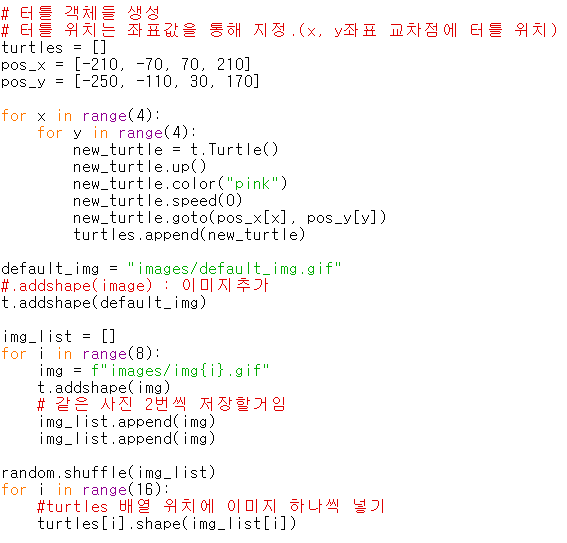 # 터틀 객체들 생성
# 터틀 위치는 좌표값을 통해 지정.(x, y좌표 교차점에 터틀 위치)
turtles = []
pos_x = [-210, -70, 70, 210]
pos_y = [-250, -110, 30, 170]
for x in range(4):
    for y in range(4):
        new_turtle = t.Turtle()
        new_turtle.up()
        new_turtle.color("pink")
        new_turtle.speed(0)
        new_turtle.goto(pos_x[x], pos_y[y])
        turtles.append(new_turtle)
default_img = "images/default_img.gif"
#.addshape(image) : 이미지추가
t.addshape(default_img)
img_list = []
for i in range(8):
    img = f"images/img{i}.gif"
    t.addshape(img)
    # 같은 사진 2번씩 저장할거임
    img_list.append(img)
    img_list.append(img)
random.shuffle(img_list)
for i in range(16):
    #turtles 배열 위치에 이미지 하나씩 넣기
    turtles[i].shape(img_list[i])